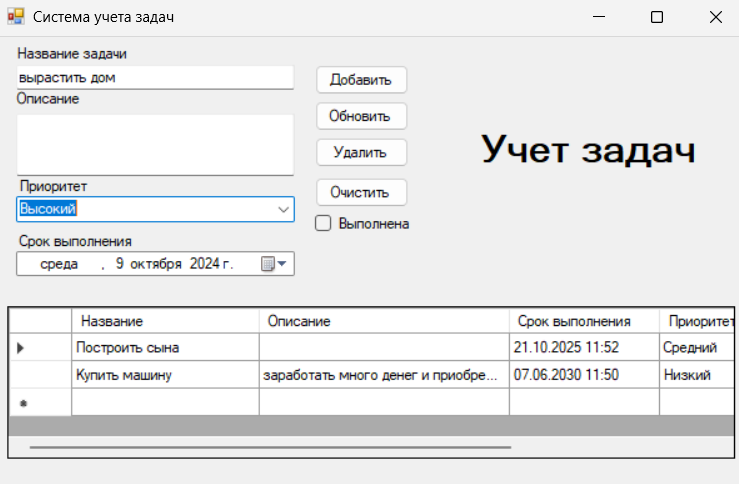 Система учета задач
Название задачи
вырастить дом
Описание
Приоритет
Высокий
Срок выполнения
среда , 9 октября 2024 г.
Добавить
Обновить
Удалить
Очистить
Выполнена
Учет задач
Название Описание Срок выполнения Приоритет
Построить сына 21.10.2025 11:52 Средний
Купить машину заработать много денег и приобре... 07.06.2030 11:50 Низкий